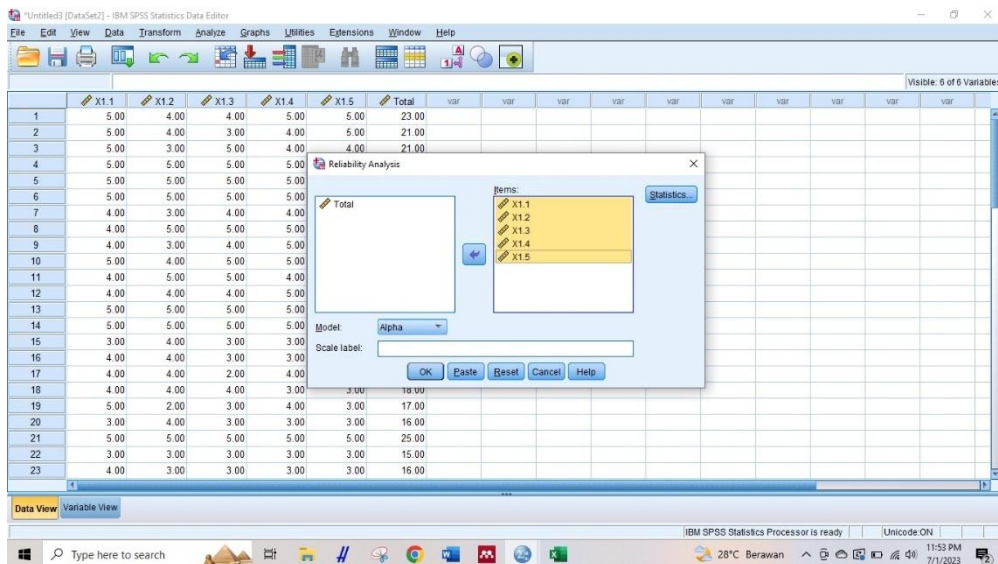 *Untitled3 [DataSet2] - IBM SPSS Statistics Data Editor
File Edit View Data Transform Analyze Graphs Utilities Extensions Window Help
Visible: 6 of 6 Variables
X1.1 X1.2 X1.3 X1.4 X1.5 Total var var var var var var var var var
1 5.00 4.00 4.00 5.00 5.00 23.00
2 5.00 4.00 3.00 4.00 5.00 21.00
3 5.00 3.00 5.00 4.00 4.00 21.00
4 5.00 5.00 5.00 5.00
5 5.00 5.00 5.00 5.00
6 5.00 5.00 5.00 5.00
7 4.00 3.00 4.00 4.00
8 4.00 5.00 5.00 5.00
9 4.00 3.00 4.00 5.00
10 5.00 4.00 5.00 5.00
11 4.00 5.00 5.00 4.00
12 4.00 4.00 4.00 5.00
13 5.00 5.00 5.00 5.00
14 5.00 5.00 5.00 5.00
15 3.00 4.00 3.00 3.00
16 4.00 4.00 3.00 3.00
17 4.00 4.00 2.00 4.00
18 4.00 4.00 4.00 3.00 3.00 18.00
19 5.00 2.00 3.00 4.00 3.00 17.00
20 3.00 4.00 3.00 3.00 3.00 16.00
21 5.00 5.00 5.00 5.00 5.00 25.00
22 3.00 3.00 3.00 3.00 3.00 15.00
23 4.00 3.00 3.00 3.00 3.00 16.00
Reliability Analysis
Items:
Total
X1.1
X1.2
X1.3
X1.4
X1.5
Statistics...
Model: Alpha
Scale label:
OK Paste Reset Cancel Help
Data View Variable View
IBM SPSS Statistics Processor is ready Unicode:ON
Type here to search
28°C Berawan
11:53 PM
7/1/2023